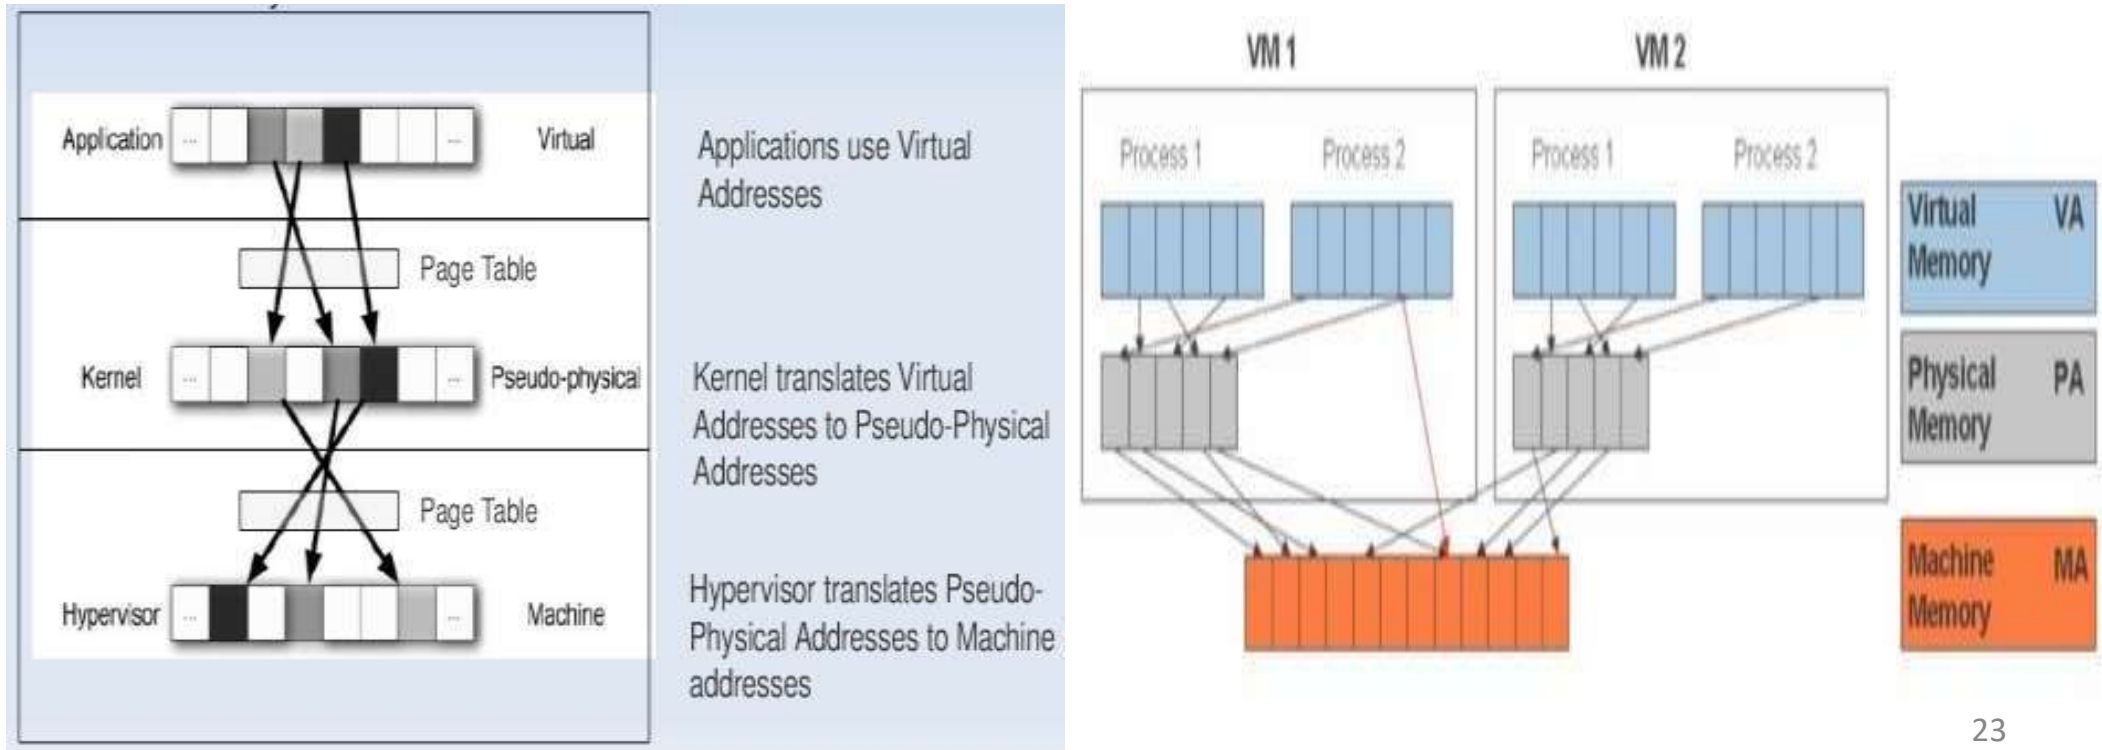 Application
...
...
Virtual
Page Table
Kernel
...
...
Pseudo-physical
Page Table
Hypervisor
...
...
Machine
Applications use Virtual
Addresses
Kernel translates Virtual
Addresses to Pseudo-Physical
Addresses
Hypervisor translates Pseudo-
Physical Addresses to Machine
addresses
VM 1
VM 2
Process 1
Process 2
Process 1
Process 2
Virtual VA
Memory
Physical PA
Memory
Machine MA
Memory
23